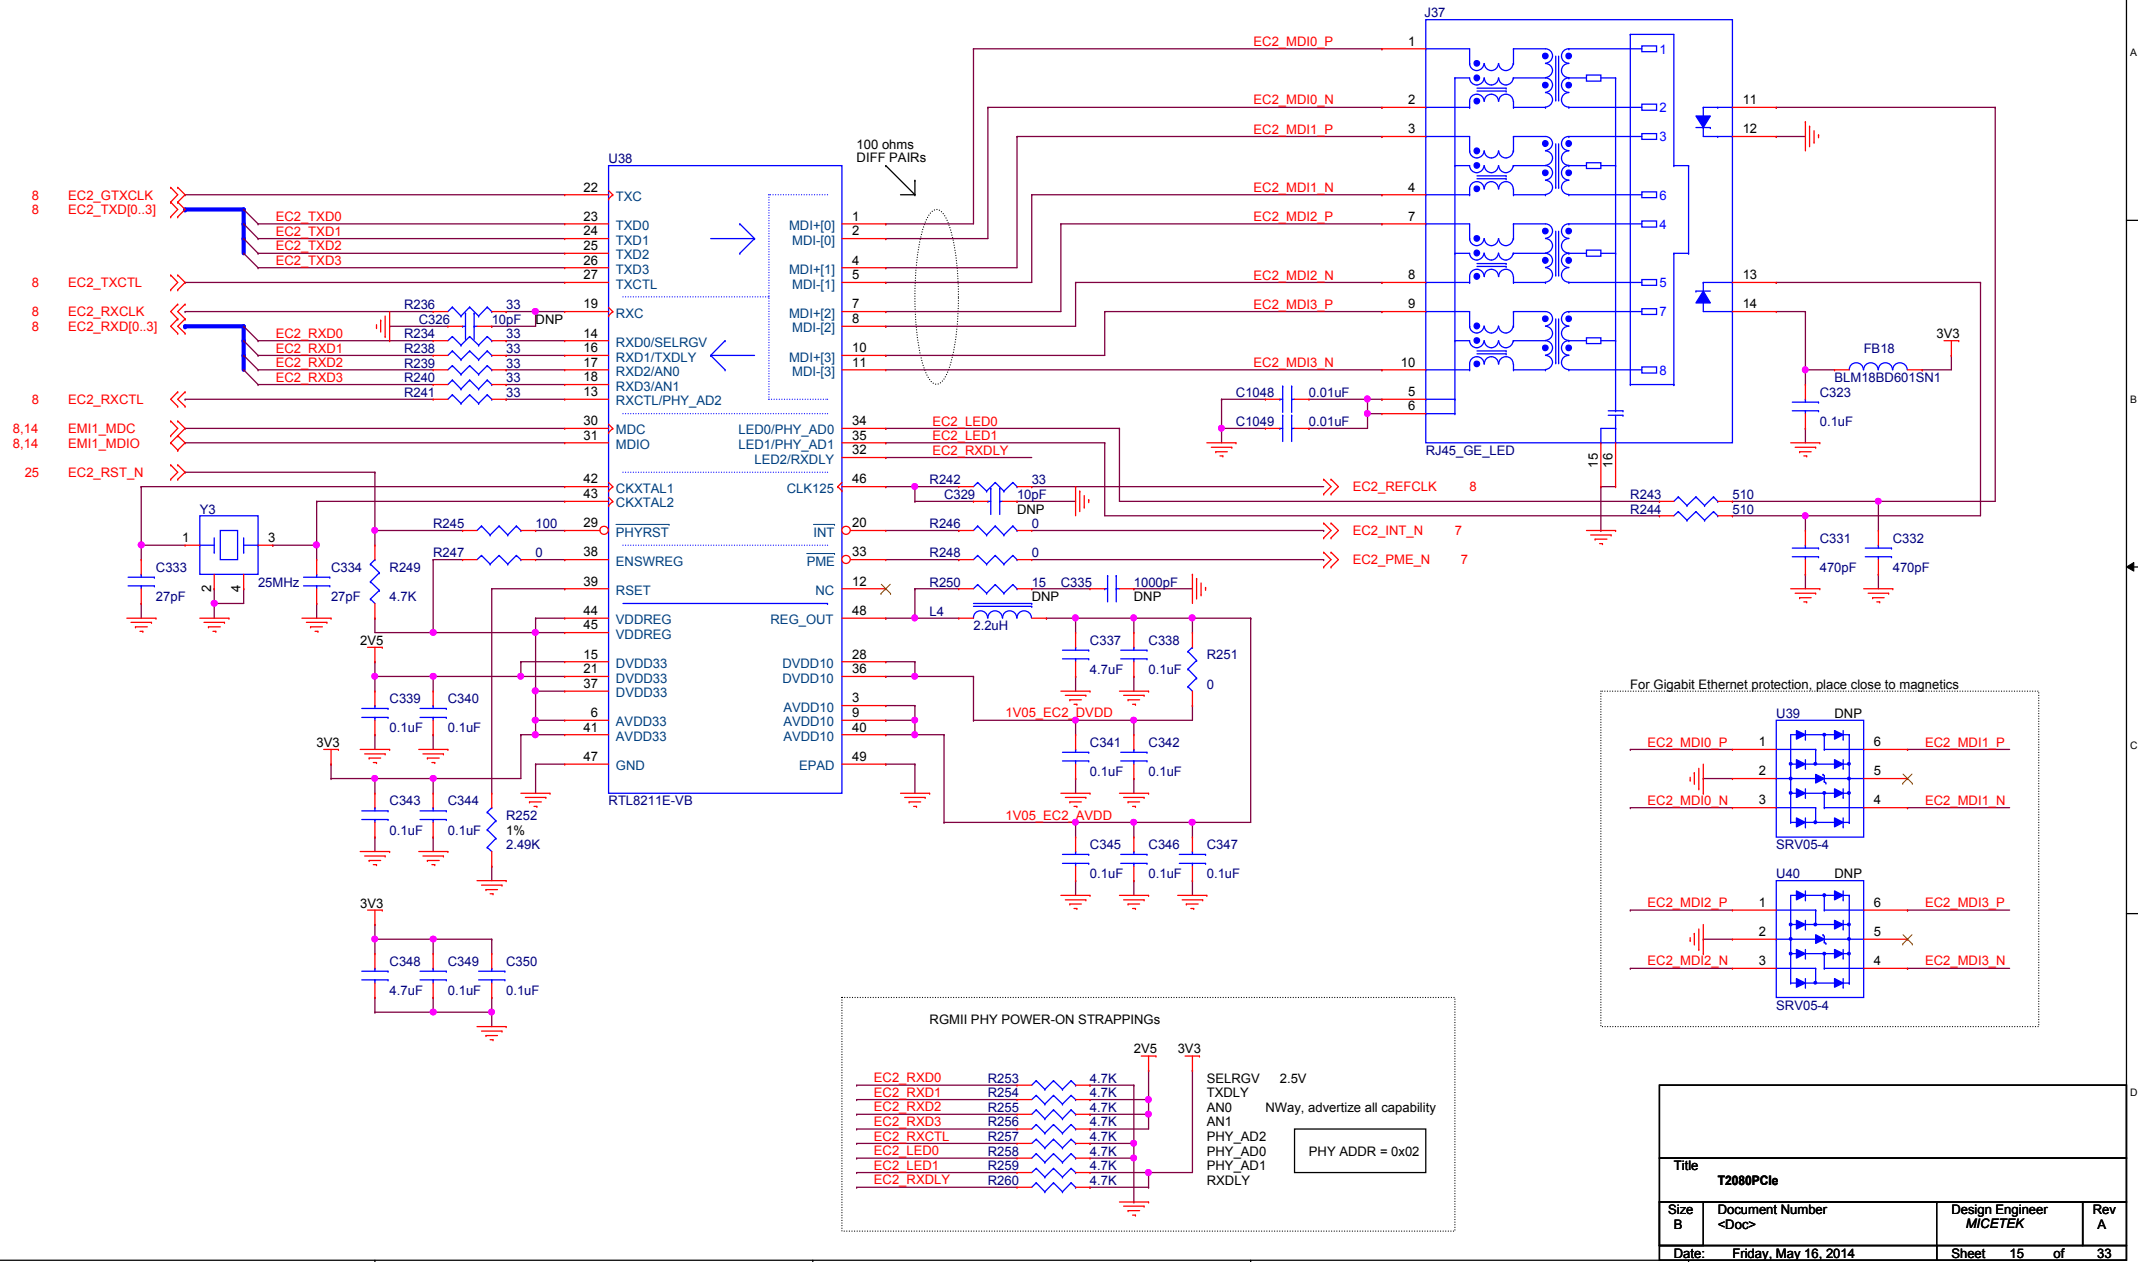 J37
A
EC2_MDI0_P 1 1
EC2_MDI0_N 2 2 11
EC2_MDI1_P 3 3 12
100 ohms
DIFF PAIRs
U38
EC2_MDI1_N 4 6
EC2_MDI2_P 7 4
EC2_MDI2_N 8 5 13
EC2_MDI3_P 9 7 14
EC2_MDI3_N 10 8
5
6
15
16
RJ45_GE_LED
C1048 0.01uF
C1049 0.01uF
3V3
FB18
BLM18BD601SN1
C323
0.1uF
B
8 EC2_GTXCLK 22 TXC
8 EC2_TXD[0..3]
EC2_TXD0 23 TXD0 MDI+[0] 1
EC2_TXD1 24 TXD1 MDI-[0] 2
EC2_TXD2 25 TXD2
EC2_TXD3 26 TXD3 MDI+[1] 4
8 EC2_TXCTL 27 TXCTL MDI-[1] 5
8 EC2_RXCLK R236 33 19 RXC MDI+[2] 7
8 EC2_RXD[0..3] C326 10pF DNP MDI-[2] 8
EC2_RXD0 R234 33 14 RXD0/SELRGV
EC2_RXD1 R238 33 16 RXD1/TXDLY MDI+[3] 10
EC2_RXD2 R239 33 17 RXD2/AN0 MDI-[3] 11
EC2_RXD3 R240 33 18 RXD3/AN1
8 EC2_RXCTL R241 33 13 RXCTL/PHY_AD2
8,14 EMI1_MDC 30 MDC LED0/PHY_AD0 34 EC2_LED0
8,14 EMI1_MDIO 31 MDIO LED1/PHY_AD1 35 EC2_LED1
LED2/RXDLY 32 EC2_RXDLY
25 EC2_RST_N
42 CKXTAL1 CLK125 46 R242 33 EC2_REFCLK 8
43 CKXTAL2 C329 10pF
DNP
R243 510
R244 510
Y3
1 3
2 4
25MHz
R245 100 29 PHYRST INT 20 R246 0 EC2_INT_N 7
R247 0 38 ENSWREG PME 33 R248 0 EC2_PME_N 7
C331
470pF
C332
470pF
C333
27pF
C334
27pF
R249
4.7K
39 RSET NC 12 R250 15 C335 1000pF
DNP DNP
44 VDDREG REG_OUT 48 L4
2.2uH
45 VDDREG
2V5
15 DVDD33 DVDD10 28
21 DVDD33 DVDD10 36
37 DVDD33
6 AVDD33 AVDD10 3
41 AVDD33 AVDD10 9
AVDD10 40
47 GND EPAD 49
RTL8211E-VB
C337
4.7uF
C338
0.1uF
R251
0
1V05_EC2_DVDD
C339
0.1uF
C340
0.1uF
C341
0.1uF
C342
0.1uF
3V3
C343
0.1uF
C344
0.1uF
R252
1%
2.49K
1V05_EC2_AVDD
C345
0.1uF
C346
0.1uF
C347
0.1uF
3V3
C348
4.7uF
C349
0.1uF
C350
0.1uF
For Gigabit Ethernet protection, place close to magnetics
U39 DNP
EC2_MDI0_P 1 6 EC2_MDI1_P
2 5
EC2_MDI0_N 3 4 EC2_MDI1_N
SRV05-4
C
U40 DNP
EC2_MDI2_P 1 6 EC2_MDI3_P
2 5
EC2_MDI2_N 3 4 EC2_MDI3_N
SRV05-4
RGMII PHY POWER-ON STRAPPINGs
2V5 3V3
EC2_RXD0 R253 4.7K SELRGV 2.5V
EC2_RXD1 R254 4.7K TXDLY
EC2_RXD2 R255 4.7K AN0 NWay, advertize all capability
EC2_RXD3 R256 4.7K AN1
EC2_RXCTL R257 4.7K PHY_AD2
EC2_LED0 R258 4.7K PHY_AD0 PHY ADDR = 0x02
EC2_LED1 R259 4.7K PHY_AD1
EC2_RXDLY R260 4.7K RXDLY
D
Title
T2080PCIe
Size Document Number Design Engineer Rev
B <Doc> MICETEK A
Date: Friday, May 16, 2014 Sheet 15 of 33